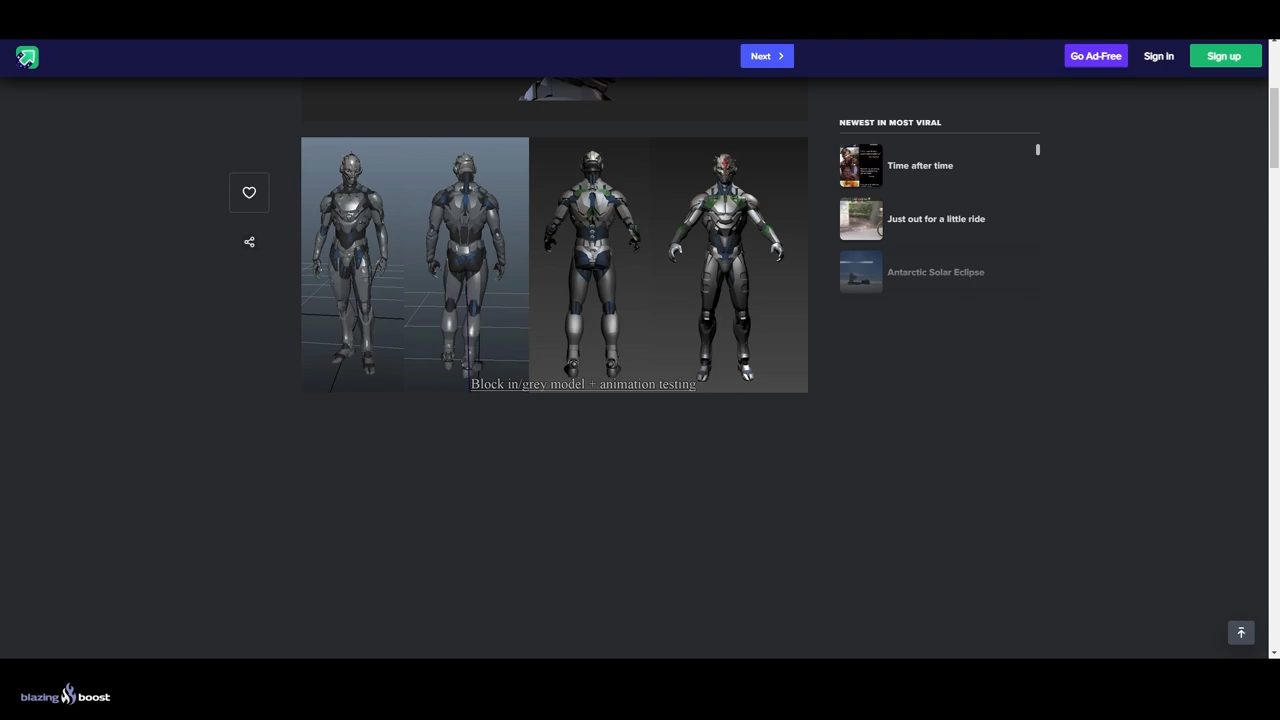 Next
Go Ad-Free
Sign in
Sign up
NEWEST IN MOST VIRAL
Time after time
Just out for a little ride
Antarctic Solar Eclipse
Block in/grey model + animation testing
blazing boost